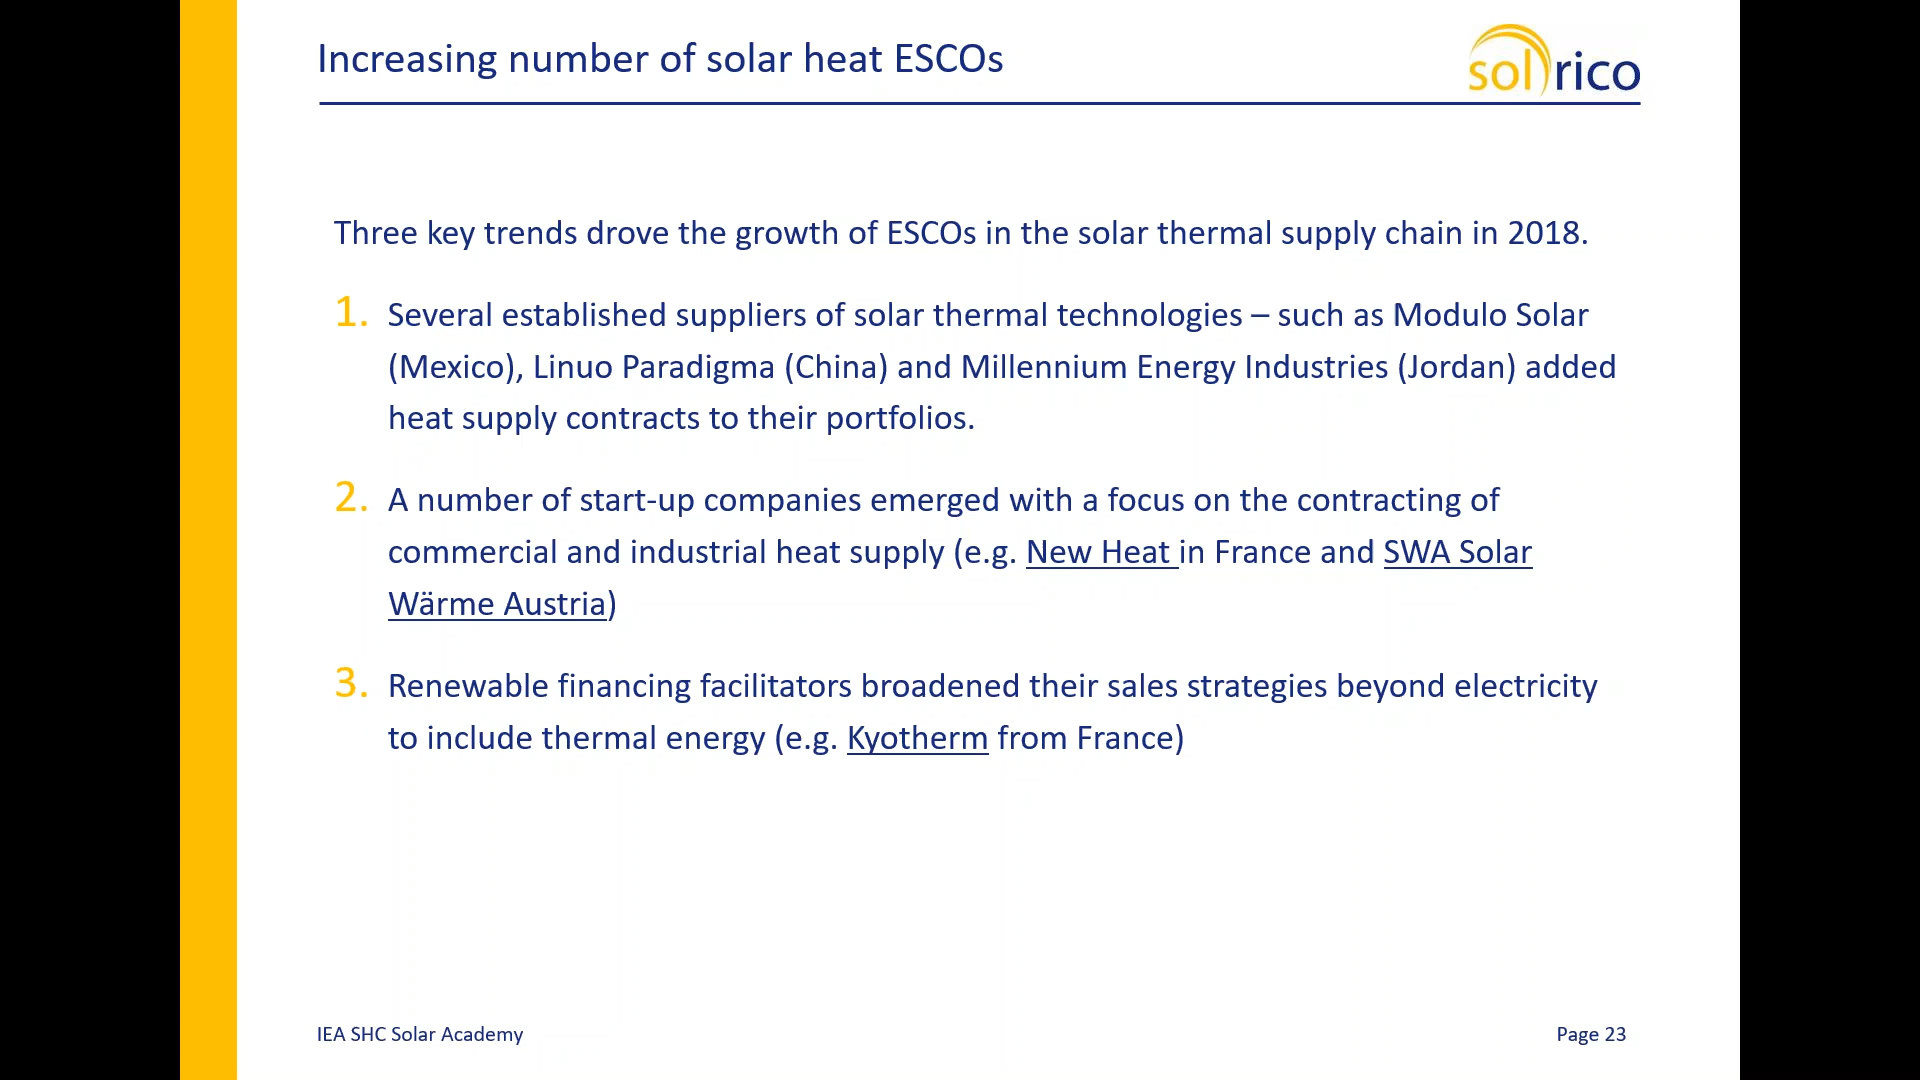 Increasing number of solar heat ESCOs
solrico
Three key trends drove the growth of ESCOs in the solar thermal supply chain in 2018.
1. Several established suppliers of solar thermal technologies – such as Modulo Solar
(Mexico), Linuo Paradigma (China) and Millennium Energy Industries (Jordan) added
heat supply contracts to their portfolios.
2. A number of start-up companies emerged with a focus on the contracting of
commercial and industrial heat supply (e.g. New Heat in France and SWA Solar
Wärme Austria)
3. Renewable financing facilitators broadened their sales strategies beyond electricity
to include thermal energy (e.g. Kyotherm from France)
IEA SHC Solar Academy
Page 23